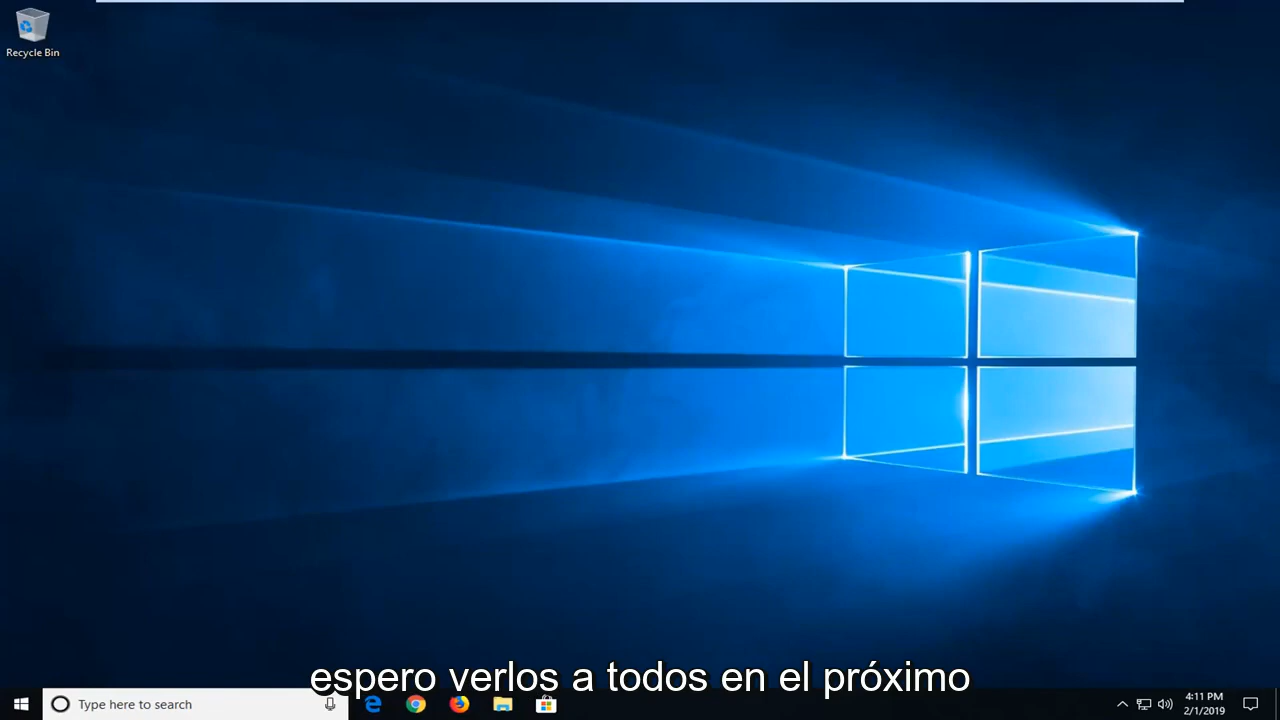 Recycle Bin
espero verlos a todos en el próximo
Type here to search
4:11 PM
2/1/2019